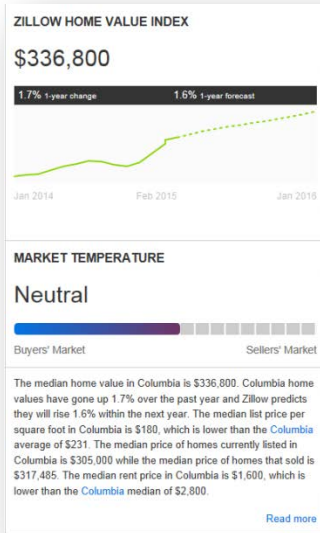 ZILLOW HOME VALUE INDEX
$336,800
1.7% 1-year change 1.6% 1-year forecast
Jan 2014 Feb 2015 Jan 2016
MARKET TEMPERATURE
Neutral
Buyers' Market Sellers' Market
The median home value in Columbia is $336,800. Columbia home
values have gone up 1.7% over the past year and Zillow predicts
they will rise 1.6% within the next year. The median list price per
square foot in Columbia is $180, which is lower than the Columbia
average of $231. The median price of homes currently listed in
Columbia is $305,000 while the median price of homes that sold is
$317,485. The median rent price in Columbia is $1,600, which is
lower than the Columbia median of $2,800.
Read more